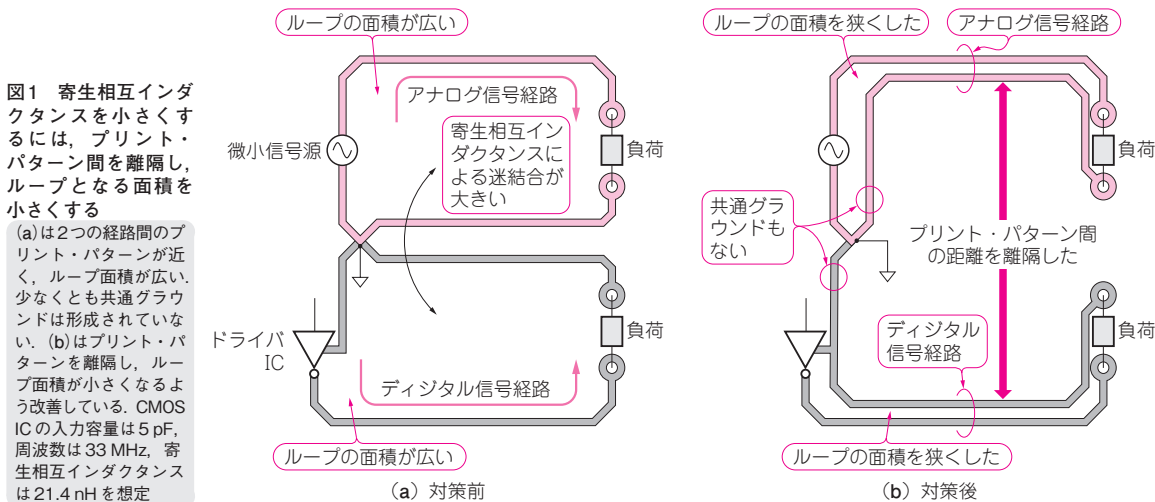 図1 寄生相互インダ
クタンスを小さくす
るには,プリント・
パターン間を離隔し,
ループとなる面積を
小さくする
(a)は2つの経路間のプ
リント・パターンが近
く,ループ面積が広い.
少なくとも共通グラウ
ンドは形成されていな
い.(b)はプリント・パ
ターンを離隔し,ルー
プ面積が小さくなるよ
う改善している.CMOS
ICの入力容量は5 pF,
周波数は33 MHz,寄
生相互インダクタンス
は21.4 nHを想定
ループの面積が広い
アナログ信号経路
微小信号源
寄生相互イン
ダクタンスに
よる迷結合が
大きい
負荷
ドライバ
IC
負荷
ディジタル信号経路
ループの面積が広い
(a)対策前
ループの面積を狭くした
アナログ信号経路
負荷
共通グラ
ウンドも
ない
プリント・パターン間
の距離を離隔した
ディジタル
信号経路
負荷
ループの面積を狭くした
(b)対策後